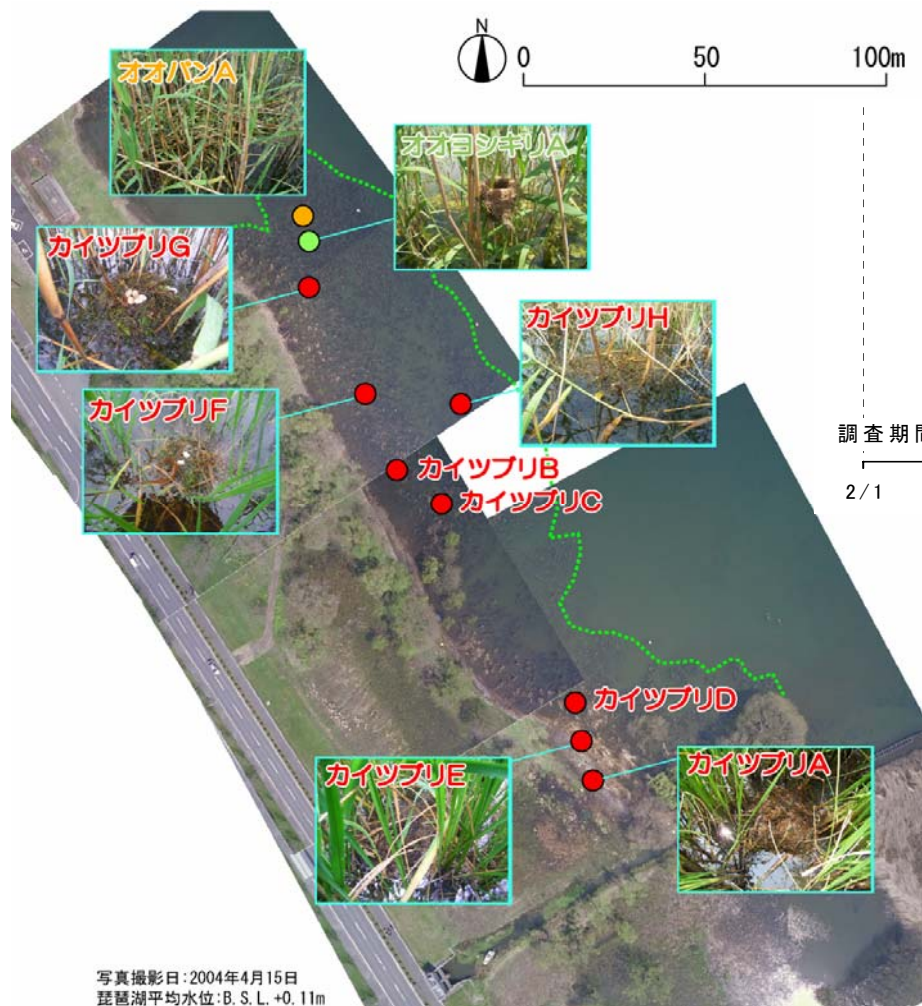 N
0 50 100m
オオバンA
オオヨシキリA
カイツブリG
カイツブリH
カイツブリF
カイツブリB
カイツブリC
調査期間
2/1
カイツブリD
カイツブリE
カイツブリA
写真撮影日:2004年4月15日
琵琶湖平均水位:B.S.L.+0.11m